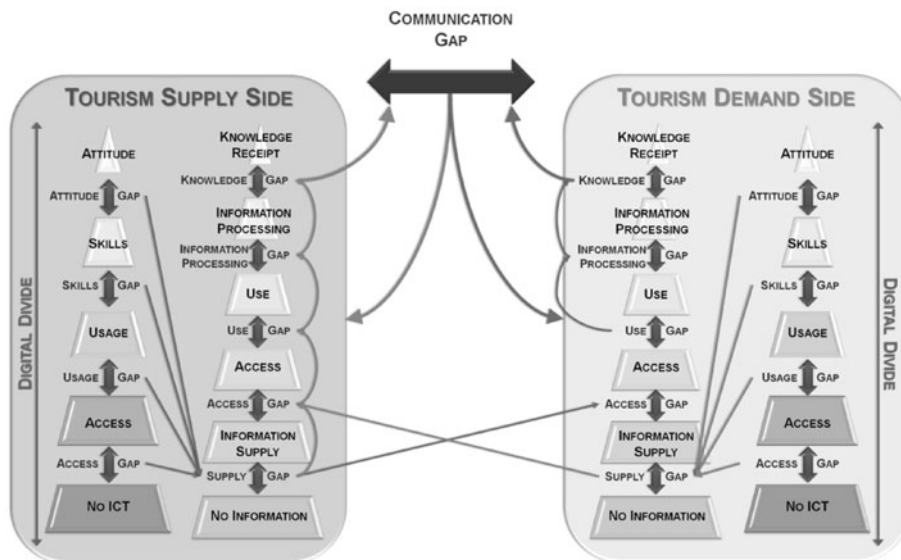 COMMUNICATION
GAP
TOURISM SUPPLY SIDE
DIGITAL DIVIDE
ATTITUDE
ATTITUDE GAP
SKILLS
SKILLS GAP
USAGE
USAGE GAP
ACCESS
ACCESS GAP
NO ICT
KNOWLEDGE
RECEIPT
KNOWLEDGE GAP
INFORMATION
PROCESSING
INFORMATION GAP
PROCESSING
USE
USE GAP
ACCESS
ACCESS GAP
INFORMATION
SUPPLY
SUPPLY GAP
NO INFORMATION
TOURISM DEMAND SIDE
KNOWLEDGE
RECEIPT
KNOWLEDGE GAP
INFORMATION
PROCESSING
INFORMATION GAP
PROCESSING
USE
USE GAP
ACCESS
ACCESS GAP
INFORMATION
SUPPLY
SUPPLY GAP
NO INFORMATION
ATTITUDE
ATTITUDE GAP
SKILLS
SKILLS GAP
USAGE
USAGE GAP
ACCESS
ACCESS GAP
NO ICT
DIGITAL DIVIDE